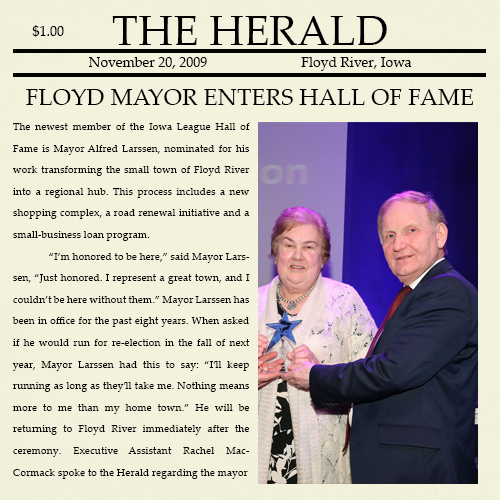 $1.00
THE HERALD
November 20, 2009
Floyd River, Iowa
FLOYD MAYOR ENTERS HALL OF FAME
The newest member of the Iowa League Hall of
Fame is Mayor Alfred Larssen, nominated for his
work transforming the small town of Floyd River
into a regional hub. This process includes a new
shopping complex, a road renewal initiative and a
small-business loan program.
"I'm honored to be here," said Mayor Lars-
sen, "Just honored. I represent a great town, and I
couldn't be here without them." Mayor Larssen has
been in office for the past eight years. When asked
if he would run for re-election in the fall of next
year, Mayor Larssen had this to say: "I'll keep
running as long as they'll take me. Nothing means
more to me than my home town." He will be
returning to Floyd River immediately after the
ceremony. Executive Assistant Rachel Mac-
Cormack spoke to the Herald regarding the mayor
on